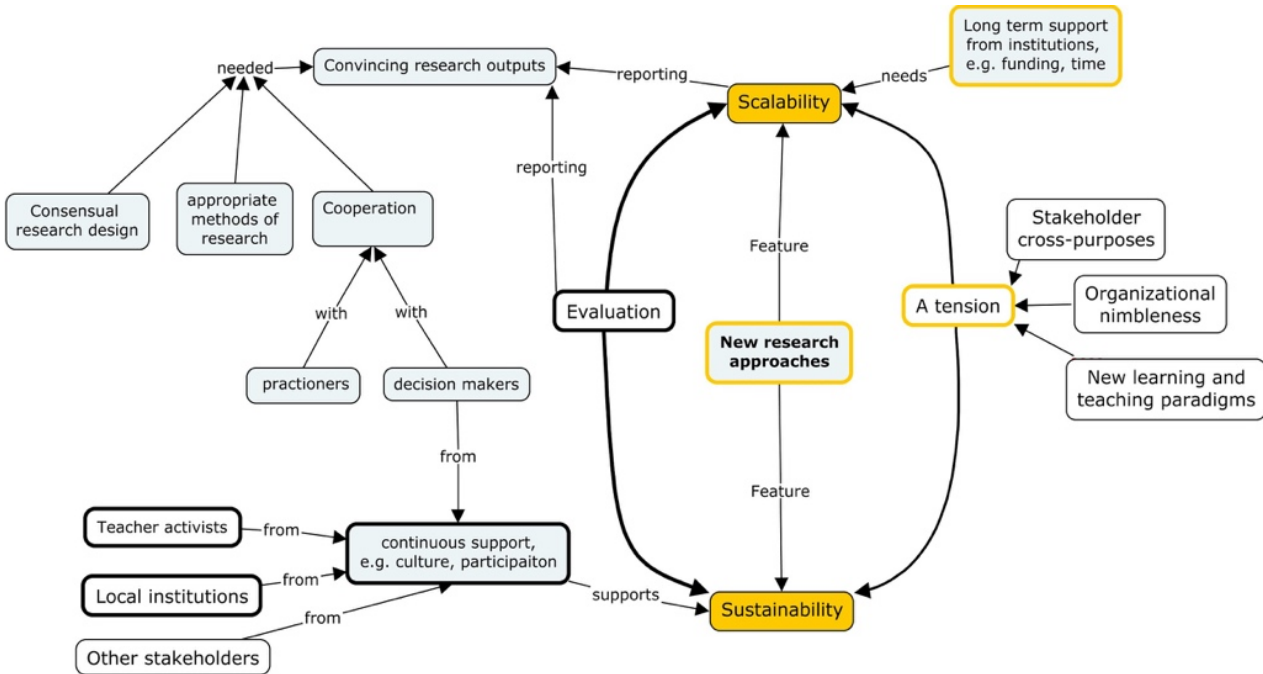 Long term support
from institutions,
e.g. funding, time
needed
Convincing research outputs
reporting
needs
Scalability
reporting
Consensual
research design
appropriate
methods of
research
Cooperation
Stakeholder
cross-purposes
Feature
with
with
Evaluation
A tension
Organizational
nimbleness
New research
approaches
practioners
decision makers
New learning and
teaching paradigms
from
Feature
Teacher activists
from
continuous support,
e.g. culture, participaiton
Local institutions
from
supports
Sustainability
from
Other stakeholders